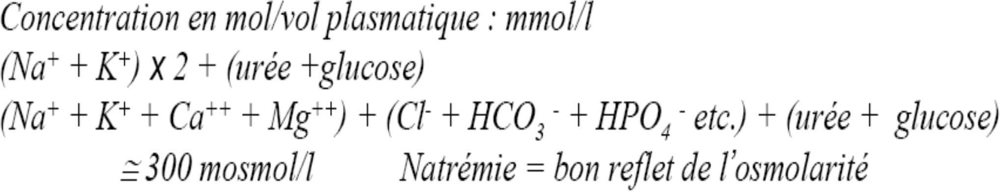 Concentration en mol/vol plasmatique : mmol/l
(Na⁺ + K⁺) x 2 + (urée +glucose)
(Na⁺ + K⁺ + Ca⁺⁺ + Mg⁺⁺) + (Cl⁻ + HCO₃⁻ + HPO₄⁻ etc.) + (urée + glucose)
≅300 mosmol/l Natrémie = bon reflet de l’osmolarité